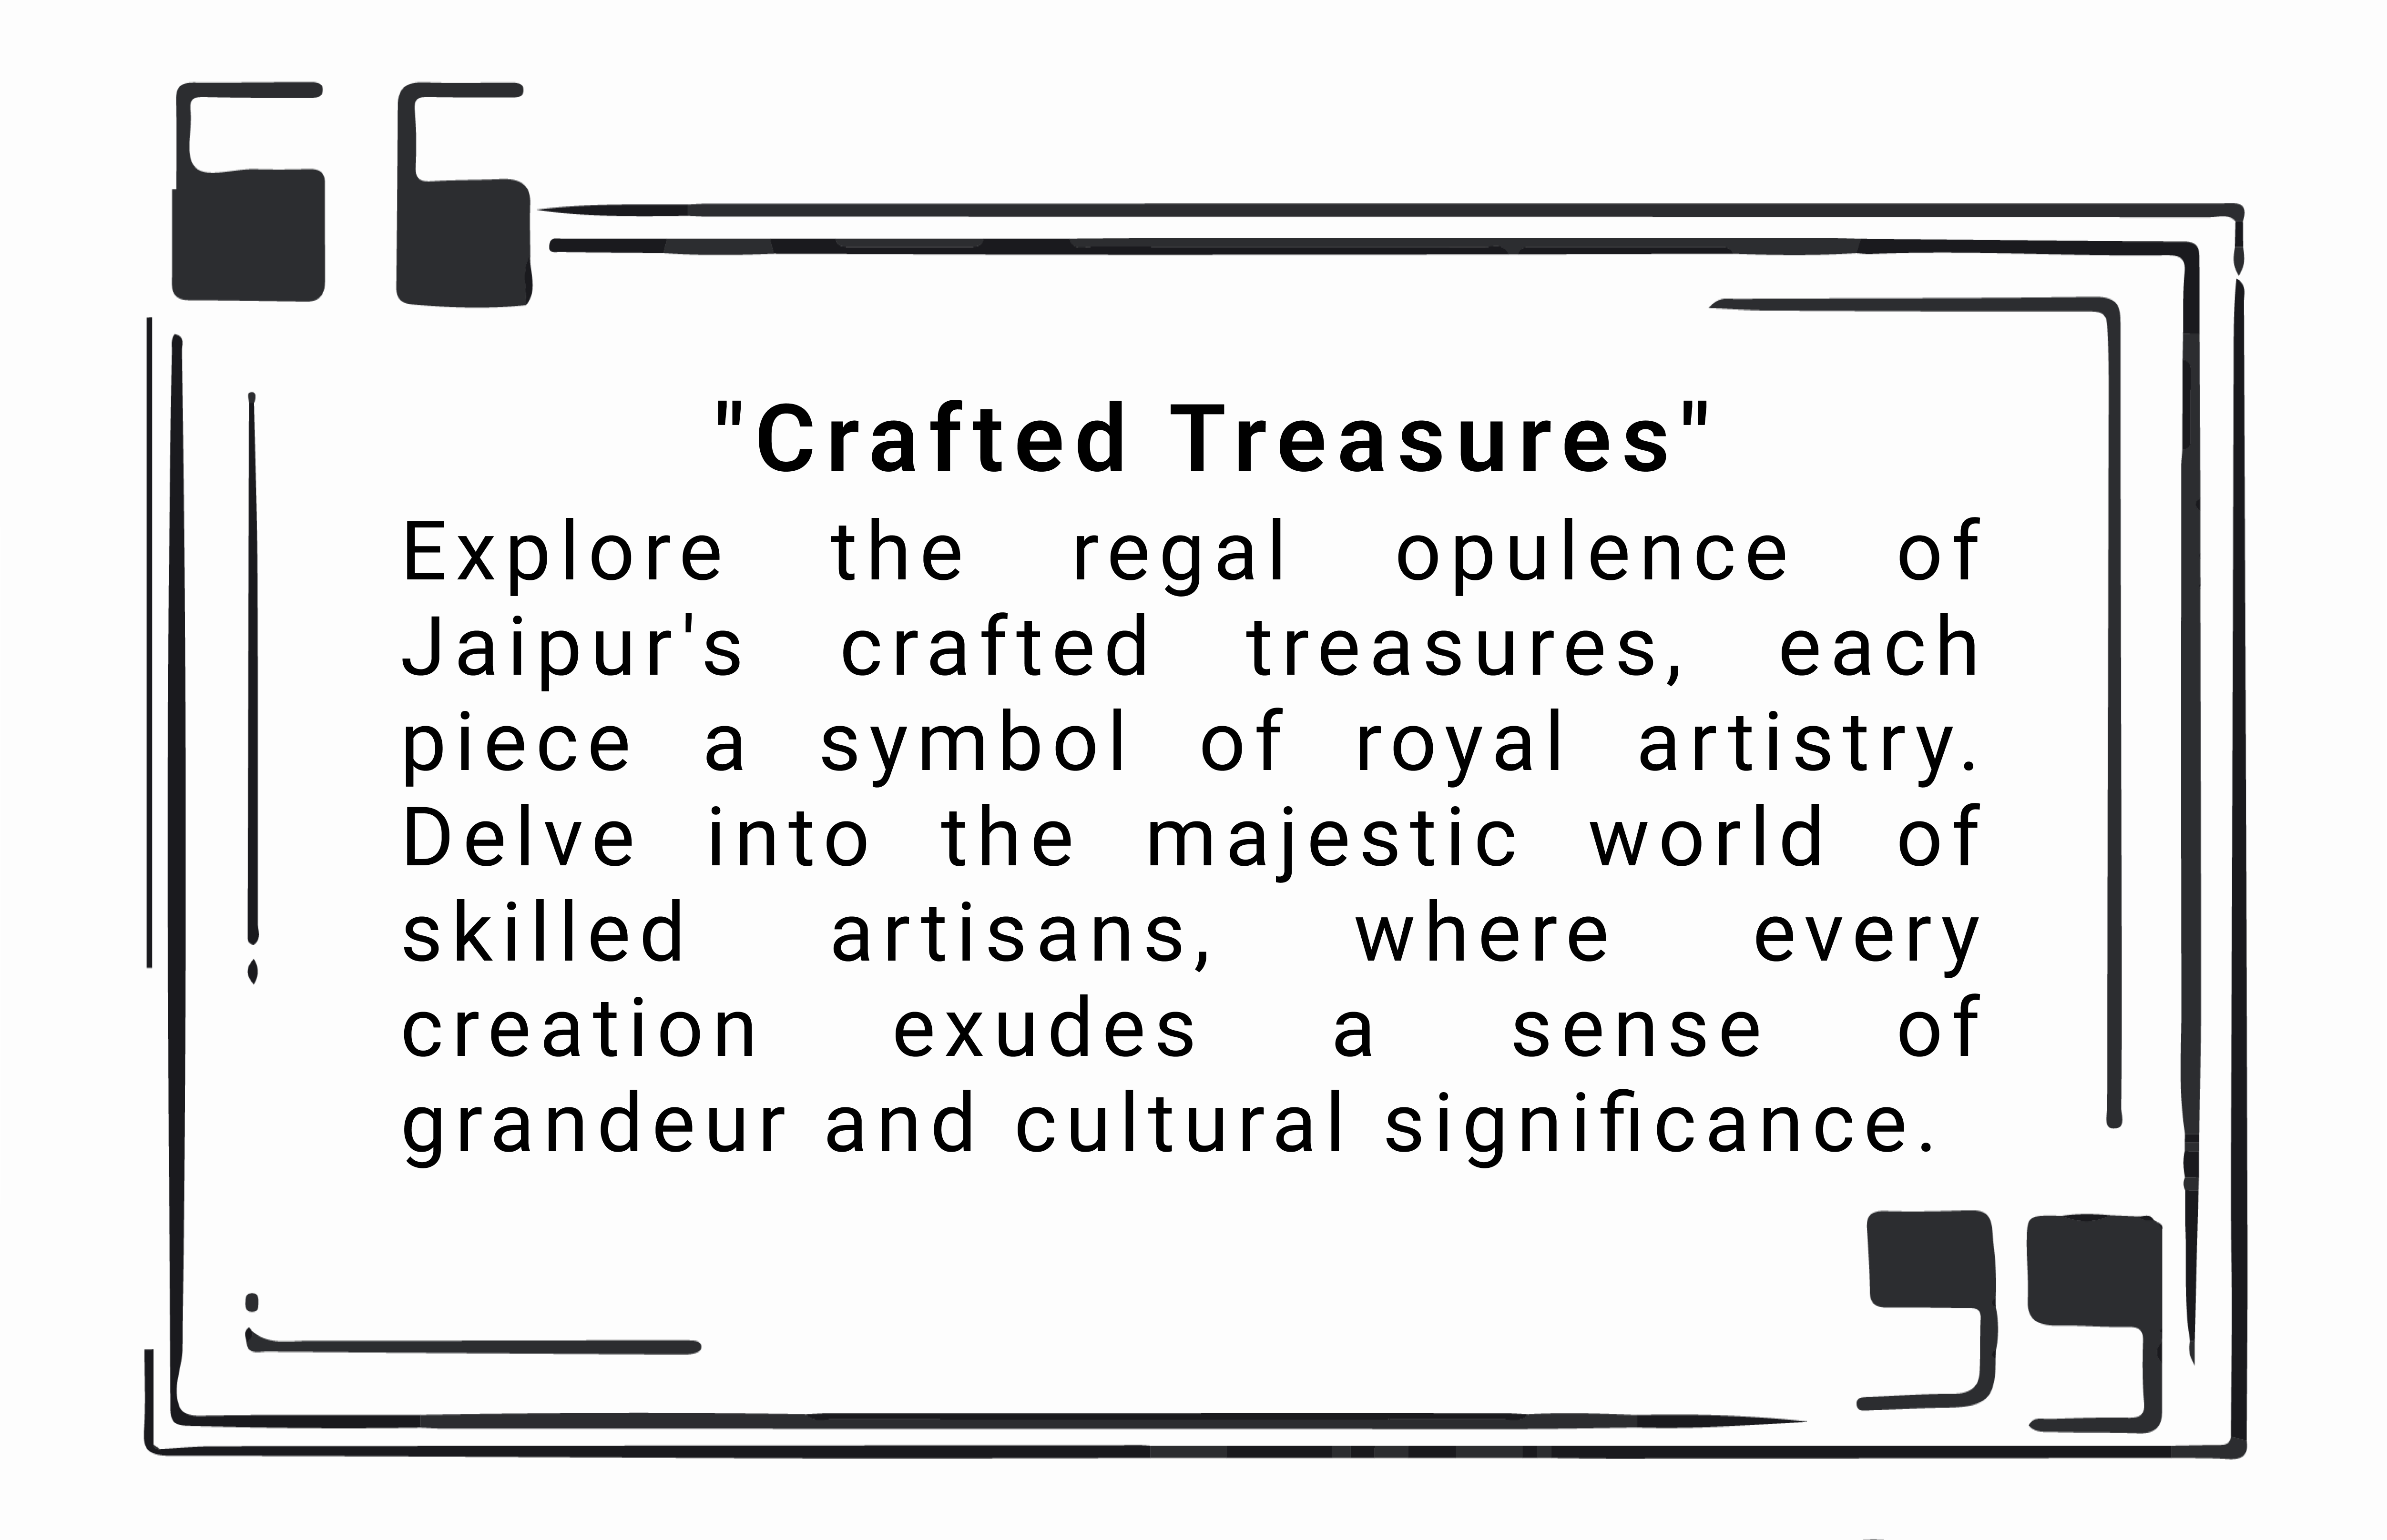 "Crafted Treasures"
Explore the regal opulence of
Jaipur's crafted treasures, each
piece a symbol of royal artistry.
Delve into the majestic world of
skilled artisans, where every
creation exudes a sense of
grandeur and cultural significance.